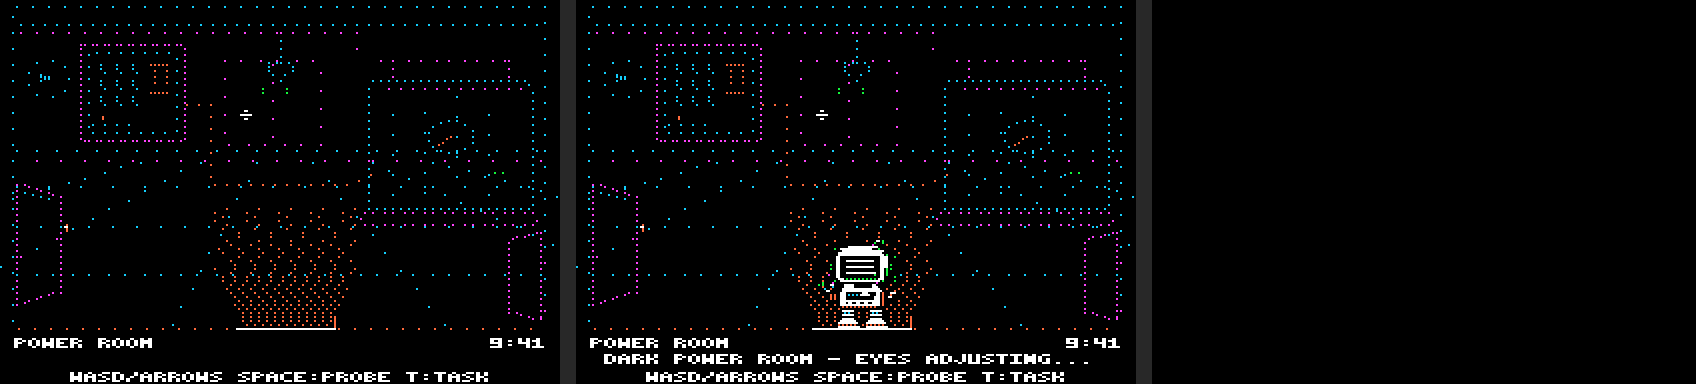 POWER ROOM 9:41
WASD/ARROWS SPACE:PROBE T:TASK
POWER ROOM 9:41
DARK POWER ROOM - EYES ADJUSTING...
WASD/ARROWS SPACE:PROBE T:TASK